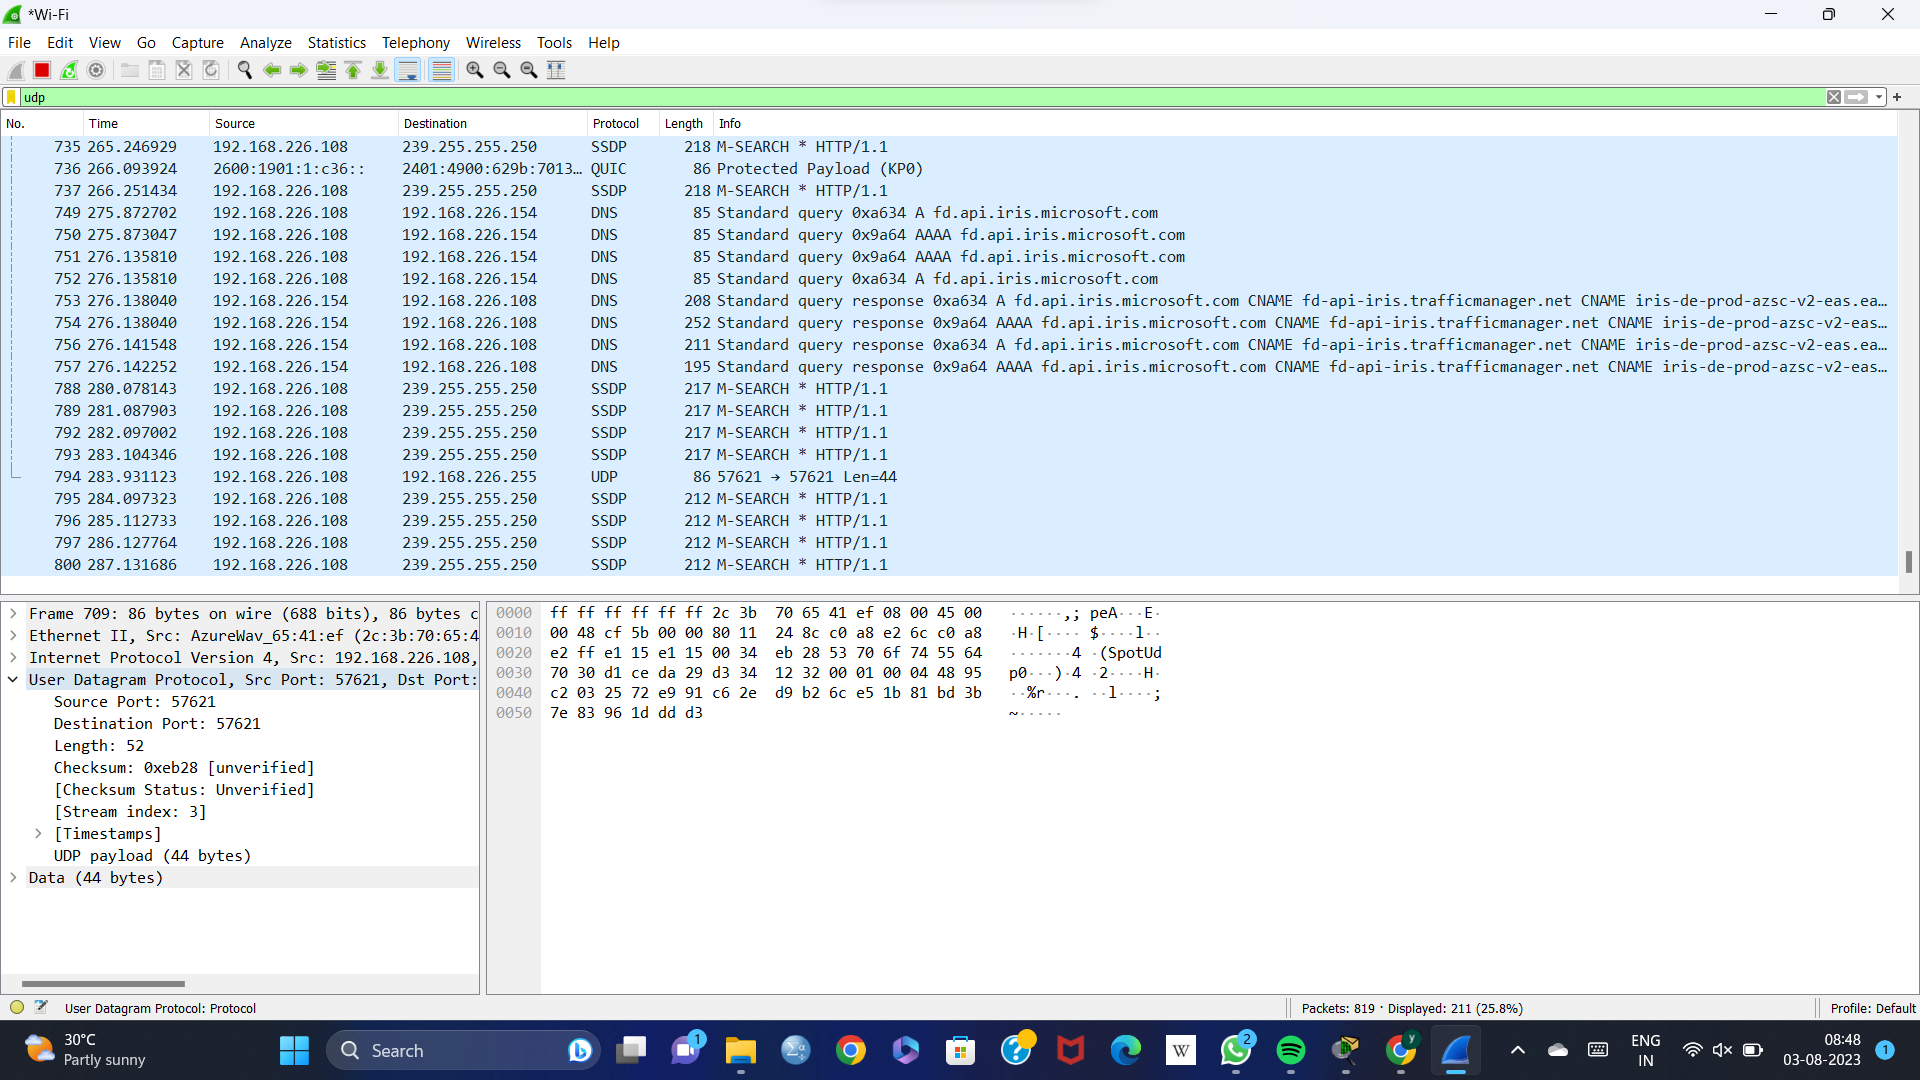 *Wi-Fi
File Edit View Go Capture Analyze Statistics Telephony Wireless Tools Help
udp
No. Time Source Destination Protocol Length Info
735 265.246929 192.168.226.108 239.255.255.250 SSDP 218 M-SEARCH * HTTP/1.1
736 266.093924 2600:1901:1:c36:: 2401:4900:629b:7013… QUIC 86 Protected Payload (KP0)
737 266.251434 192.168.226.108 239.255.255.250 SSDP 218 M-SEARCH * HTTP/1.1
749 275.872702 192.168.226.108 192.168.226.154 DNS 85 Standard query 0xa634 A fd.api.iris.microsoft.com
750 275.873047 192.168.226.108 192.168.226.154 DNS 85 Standard query 0x9a64 AAAA fd.api.iris.microsoft.com
751 276.135810 192.168.226.108 192.168.226.154 DNS 85 Standard query 0x9a64 AAAA fd.api.iris.microsoft.com
752 276.135810 192.168.226.108 192.168.226.154 DNS 85 Standard query 0xa634 A fd.api.iris.microsoft.com
753 276.138040 192.168.226.154 192.168.226.108 DNS 208 Standard query response 0xa634 A fd.api.iris.microsoft.com CNAME fd-api-iris.trafficmanager.net CNAME iris-de-prod-azsc-v2-eas.ea…
754 276.138040 192.168.226.154 192.168.226.108 DNS 252 Standard query response 0x9a64 AAAA fd.api.iris.microsoft.com CNAME fd-api-iris.trafficmanager.net CNAME iris-de-prod-azsc-v2-eas…
756 276.141548 192.168.226.154 192.168.226.108 DNS 211 Standard query response 0xa634 A fd.api.iris.microsoft.com CNAME fd-api-iris.trafficmanager.net CNAME iris-de-prod-azsc-v2-eas.ea…
757 276.142252 192.168.226.154 192.168.226.108 DNS 195 Standard query response 0x9a64 AAAA fd.api.iris.microsoft.com CNAME fd-api-iris.trafficmanager.net CNAME iris-de-prod-azsc-v2-eas…
788 280.078143 192.168.226.108 239.255.255.250 SSDP 217 M-SEARCH * HTTP/1.1
789 281.087903 192.168.226.108 239.255.255.250 SSDP 217 M-SEARCH * HTTP/1.1
792 282.097002 192.168.226.108 239.255.255.250 SSDP 217 M-SEARCH * HTTP/1.1
793 283.104346 192.168.226.108 239.255.255.250 SSDP 217 M-SEARCH * HTTP/1.1
794 283.931123 192.168.226.108 192.168.226.255 UDP 86 57621 → 57621 Len=44
795 284.097323 192.168.226.108 239.255.255.250 SSDP 212 M-SEARCH * HTTP/1.1
796 285.112733 192.168.226.108 239.255.255.250 SSDP 212 M-SEARCH * HTTP/1.1
797 286.127764 192.168.226.108 239.255.255.250 SSDP 212 M-SEARCH * HTTP/1.1
800 287.131686 192.168.226.108 239.255.255.250 SSDP 212 M-SEARCH * HTTP/1.1
Frame 709: 86 bytes on wire (688 bits), 86 bytes c
Ethernet II, Src: AzureWav_65:41:ef (2c:3b:70:65:4
Internet Protocol Version 4, Src: 192.168.226.108,
User Datagram Protocol, Src Port: 57621, Dst Port:
Source Port: 57621
Destination Port: 57621
Length: 52
Checksum: 0xeb28 [unverified]
[Checksum Status: Unverified]
[Stream index: 3]
[Timestamps]
UDP payload (44 bytes)
Data (44 bytes)
0000 ff ff ff ff ff ff 2c 3b 70 65 41 ef 08 00 45 00 ······,; peA···E·
0010 00 48 cf 5b 00 00 80 11 24 8c c0 a8 e2 6c c0 a8 ·H·[···· $····l··
0020 e2 ff e1 15 e1 15 00 34 eb 28 53 70 6f 74 55 64 ·······4 ·(SpotUd
0030 70 30 d1 ce da 29 d3 34 12 32 00 01 00 04 48 95 p0···)·4 ·2····H·
0040 c2 03 25 72 e9 91 c6 2e d9 b2 6c e5 1b 81 bd 3b ··%r···. ··l····;
0050 7e 83 96 1d dd d3 ~·····
User Datagram Protocol: Protocol
Packets: 819 · Displayed: 211 (25.8%)
Profile: Default
30°C
Partly sunny
Search
1
W
2
y
ENG
IN
08:48
03-08-2023
1